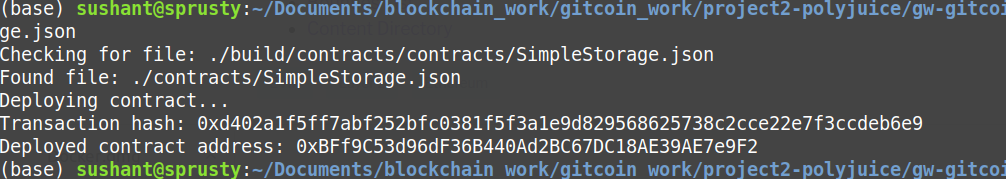 (base) sushant@sprusty:~/Documents/blockchain_work/gitcoin_work/project2-polyjuice/gw-gitcoi
ge.json
Checking for file: ./build/contracts/contracts/SimpleStorage.json
Found file: ./contracts/SimpleStorage.json
Deploying contract...
Transaction hash: 0xd402a1f5ff7abf252bfc0381f5f3a1e9d829568625738c2cce22e7f3ccdeb6e9
Deployed contract address: 0xBFf9C53d96dF36B440Ad2BC67DC18AE39AE7e9F2
(base) sushant@sprusty:~/Documents/blockchain_work/gitcoin_work/project2-polyjuice/gw-gitcoi